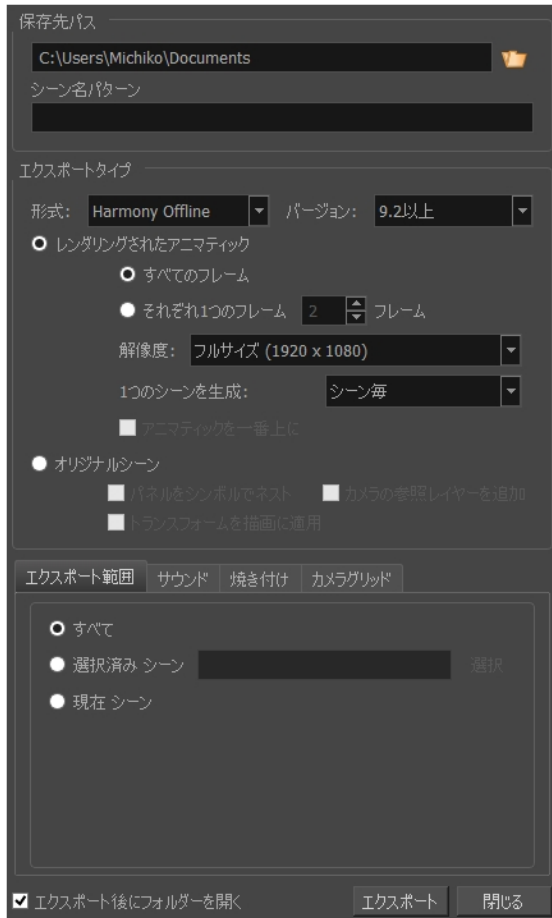 保存先パス
C:\Users\Michiko\Documents
シーン名パターン
エクスポートタイプ
形式: Harmony Offline バージョン: 9.2以上
レンダリングされたアニマティック
すべてのフレーム
それぞれ1つのフレーム 2 フレーム
解像度: フルサイズ (1920 x 1080)
1つのシーンを生成: シーン毎
アニマティックを一番上に
オリジナルシーン
パネルをシンボルでネスト カメラの参照レイヤーを追加
トランスフォームを描画に適用
エクスポート範囲 サウンド 焼き付け カメラグリッド
すべて
選択済み シーン 選択
現在 シーン
エクスポート後にフォルダーを開く エクスポート 閉じる